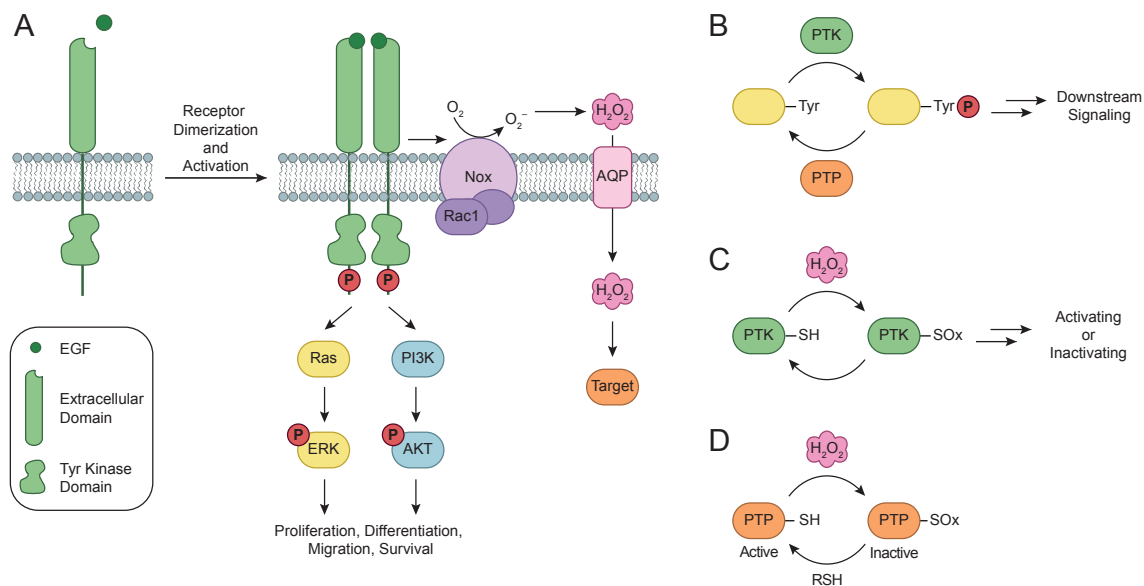 A
Receptor
Dimerization
and
Activation
O₂
O₂⁻
H₂O₂
Nox
Rac1
AQP
H₂O₂
Target
P
P
Ras
PI3K
P
ERK
P
AKT
Proliferation, Differentiation,
Migration, Survival
EGF
Extracellular
Domain
Tyr Kinase
Domain
B
PTK
Tyr
Tyr
P
PTP
Downstream
Signaling
C
H₂O₂
PTK
SH
PTK
SOx
Activating
or
Inactivating
D
H₂O₂
PTP
SH
PTP
SOx
Active
Inactive
RSH